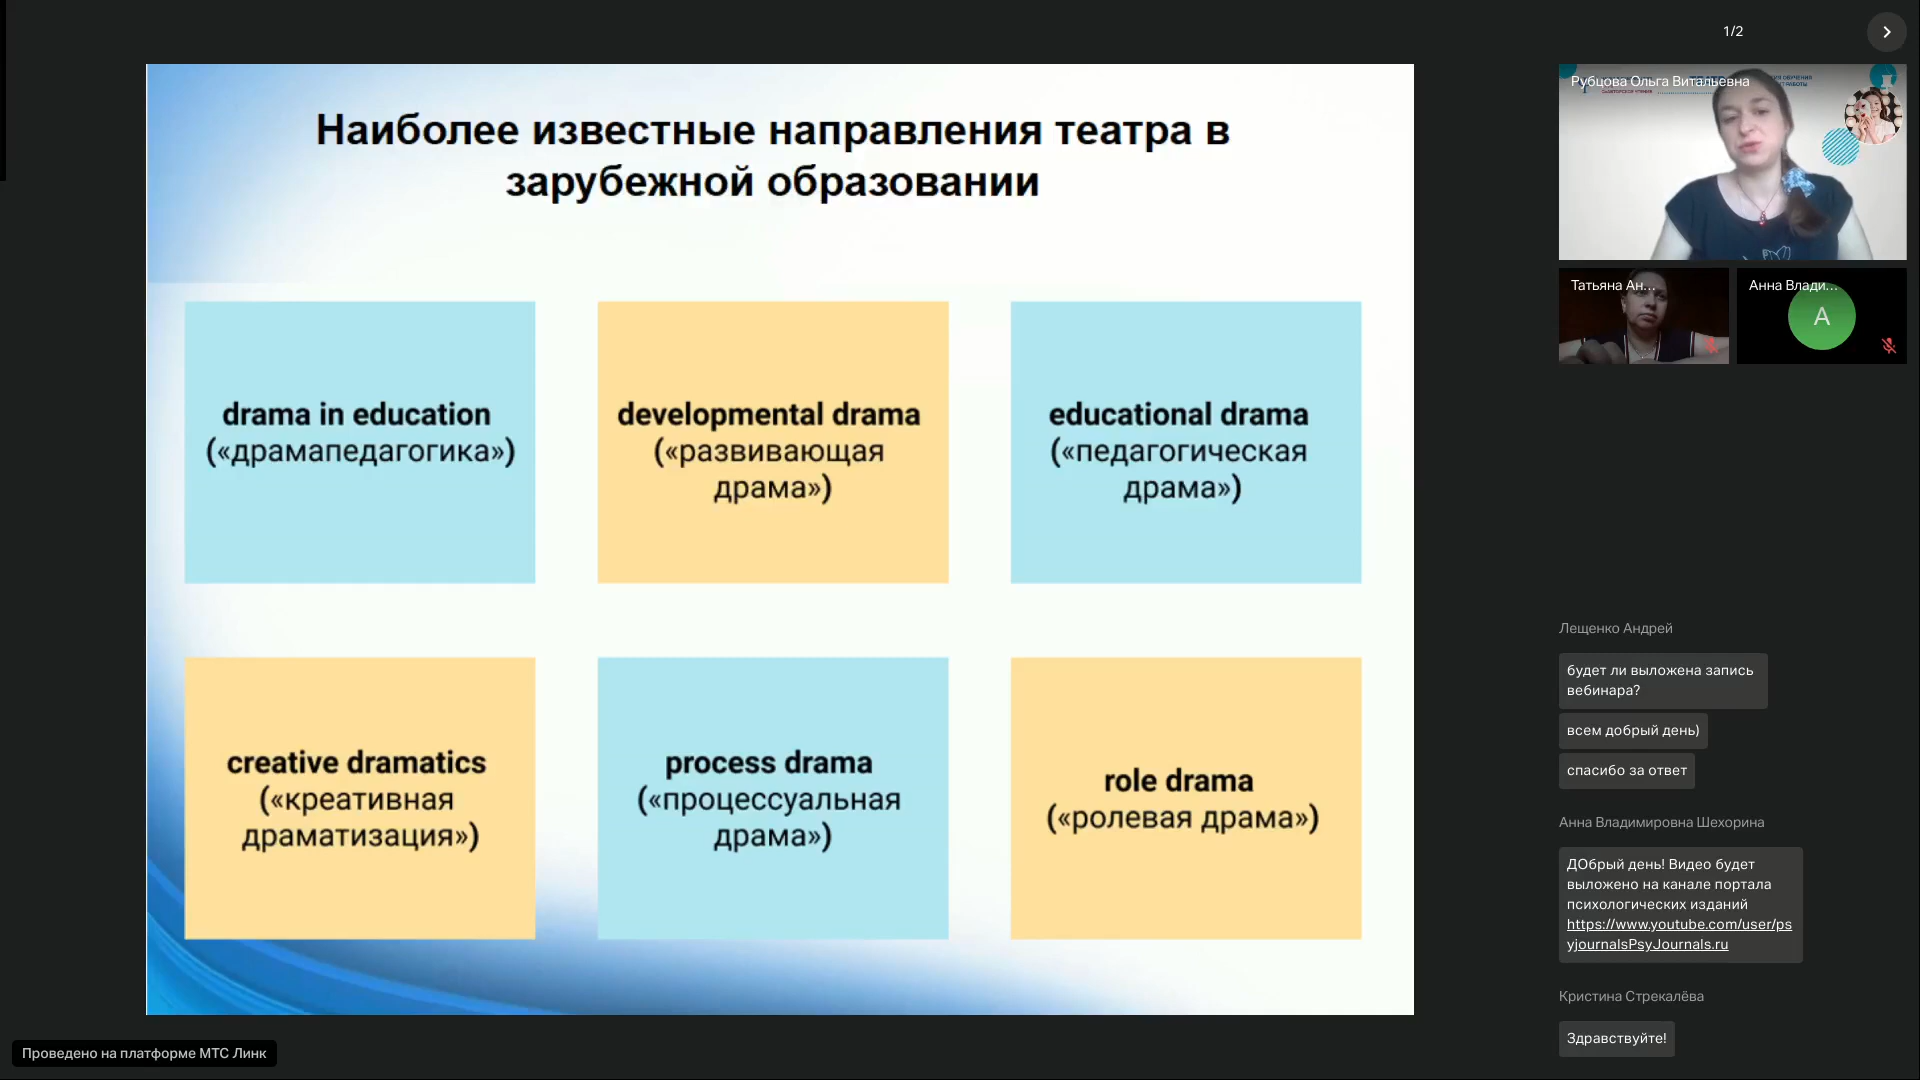 1/2
Наиболее известные направления театра в
зарубежной образовании
drama in education
(«драмапедагогика»)
developmental drama
(«развивающая
драма»)
educational drama
(«педагогическая
драма»)
creative dramatics
(«креативная
драматизация»)
process drama
(«процессуальная
драма»)
role drama
(«ролевая драма»)
Рубцова Ольга Витальевна
Татьяна Ан...
Анна Влади...
А
Лещенко Андрей
будет ли выложена запись
вебинара?
всем добрый день)
спасибо за ответ
Анна Владимировна Шехорина
ДОбрый день! Видео будет
выложено на канале портала
психологических изданий
https://www.youtube.com/user/ps
yjournalsPsyJournals.ru
Кристина Стрекалёва
Здравствуйте!
Проведено на платформе МТС Линк